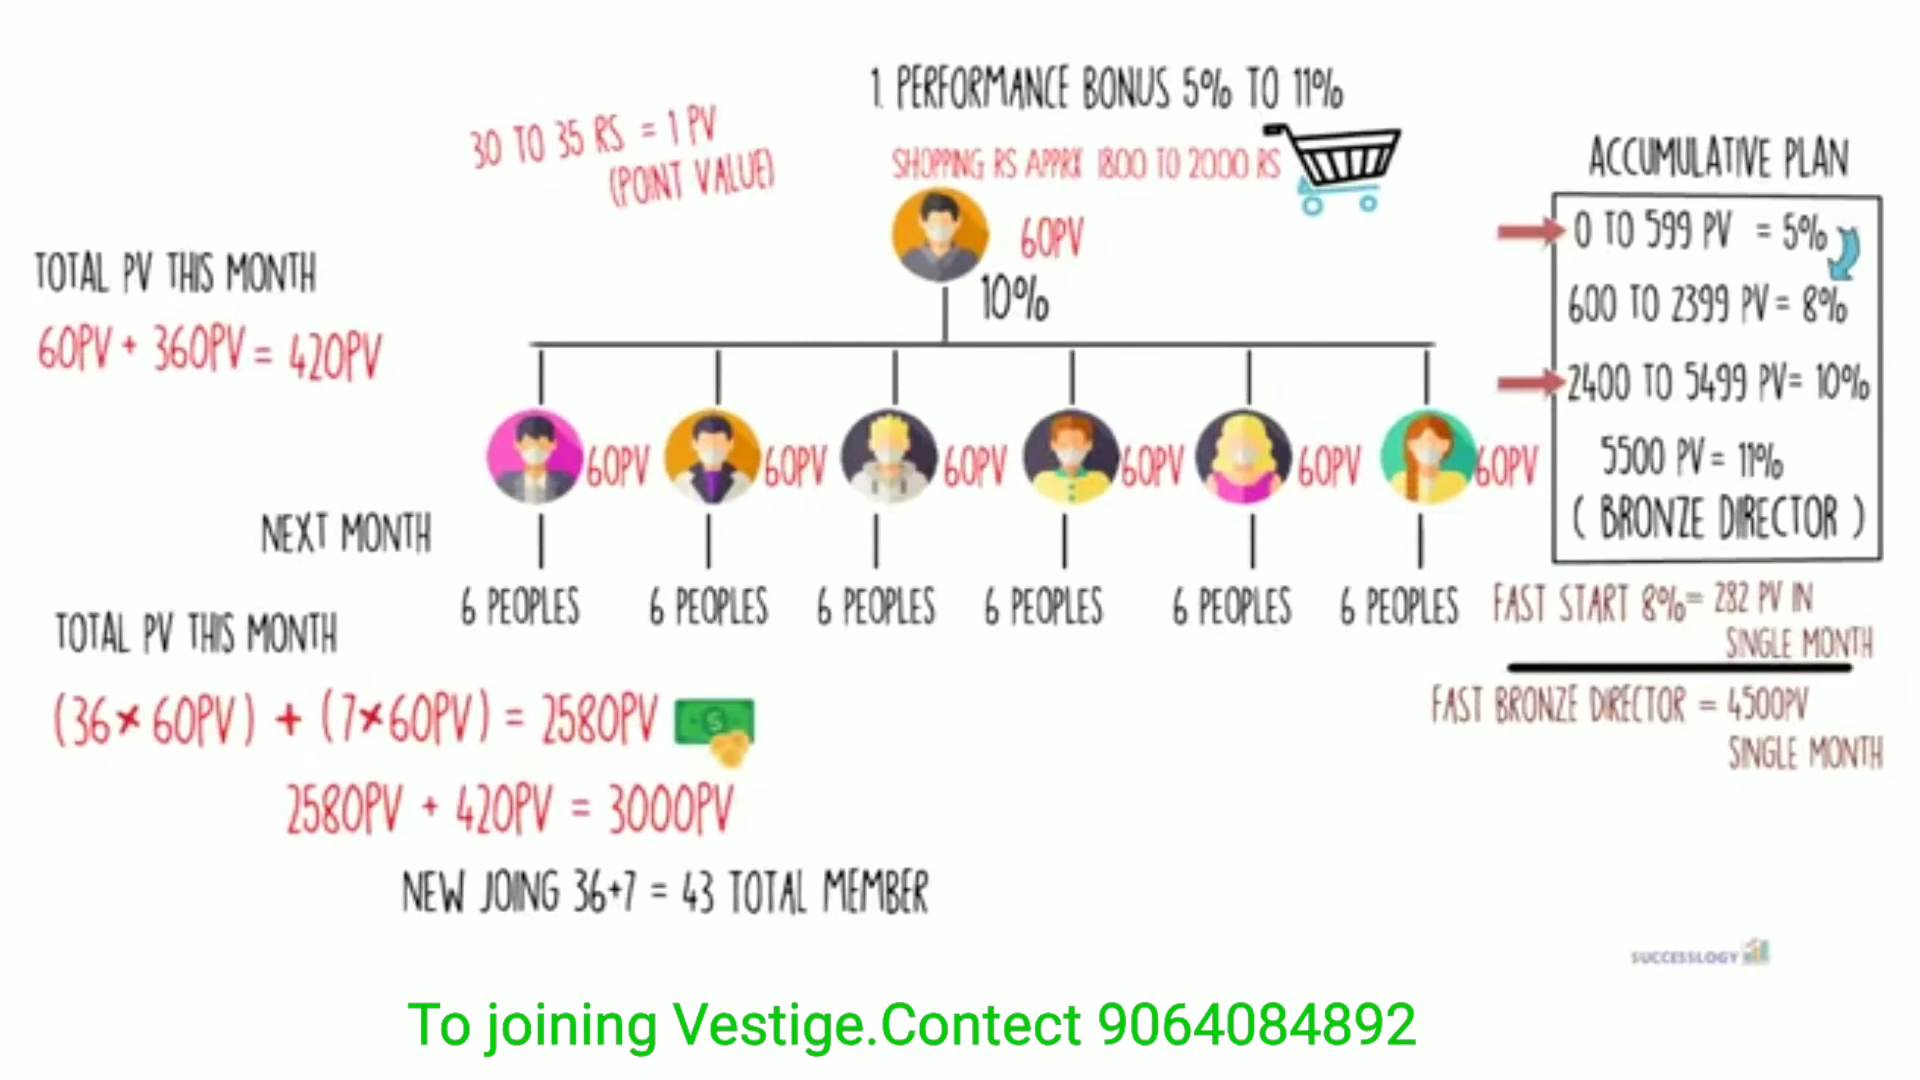 1. PERFORMANCE BONUS 5% TO 11%
30 TO 35 RS = 1 PV
(POINT VALUE)
SHOPPING RS APPRX 1800 TO 2000 RS
60PV
10%
TOTAL PV THIS MONTH
60PV + 360PV = 420PV
60PV 60PV 60PV 60PV 60PV 60PV
NEXT MONTH
6 PEOPLES 6 PEOPLES 6 PEOPLES 6 PEOPLES 6 PEOPLES 6 PEOPLES
TOTAL PV THIS MONTH
(36×60PV) + (7×60PV) = 2580PV
$
2580PV + 420PV = 3000PV
NEW JOING 36+7 = 43 TOTAL MEMBER
ACCUMULATIVE PLAN
0 TO 599 PV = 5%
600 TO 2399 PV = 8%
2400 TO 5499 PV = 10%
5500 PV = 11%
( BRONZE DIRECTOR )
FAST START 8% = 282 PV IN
SINGLE MONTH
FAST BRONZE DIRECTOR = 4500PV
SINGLE MONTH
SUCCESSLOGY
To joining Vestige.Contect 9064084892